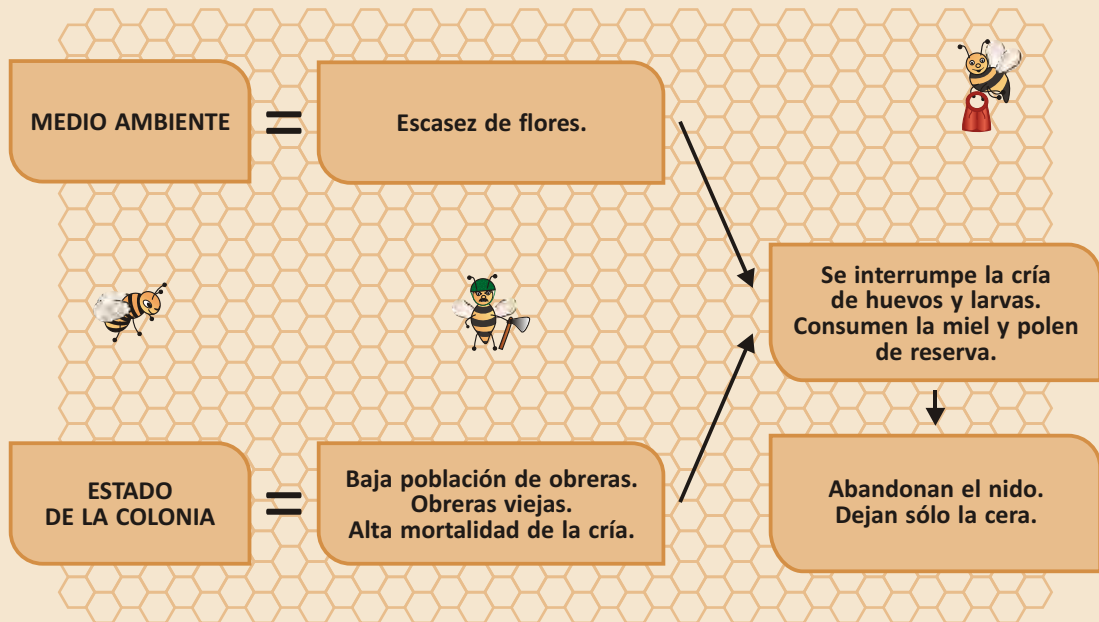 MEDIO AMBIENTE
=
Escasez de flores.
Se interrumpe la cría
de huevos y larvas.
Consumen la miel y polen
de reserva.
ESTADO
DE LA COLONIA
=
Baja población de obreras.
Obreras viejas.
Alta mortalidad de la cría.
Abandonan el nido.
Dejan sólo la cera.